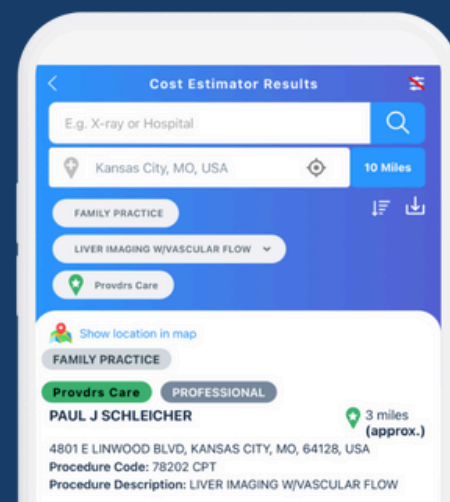 Cost Estimator Results
E.g. X-ray or Hospital
Kansas City, MO, USA 10 Miles
FAMILY PRACTICE
LIVER IMAGING W/VASCULAR FLOW
Provdrs Care
Show location in map
FAMILY PRACTICE
Provdrs Care PROFESSIONAL
PAUL J SCHLEICHER 3 miles
(approx.)
4801 E LINWOOD BLVD, KANSAS CITY, MO, 64128, USA
Procedure Code: 78202 CPT
Procedure Description: LIVER IMAGING W/VASCULAR FLOW